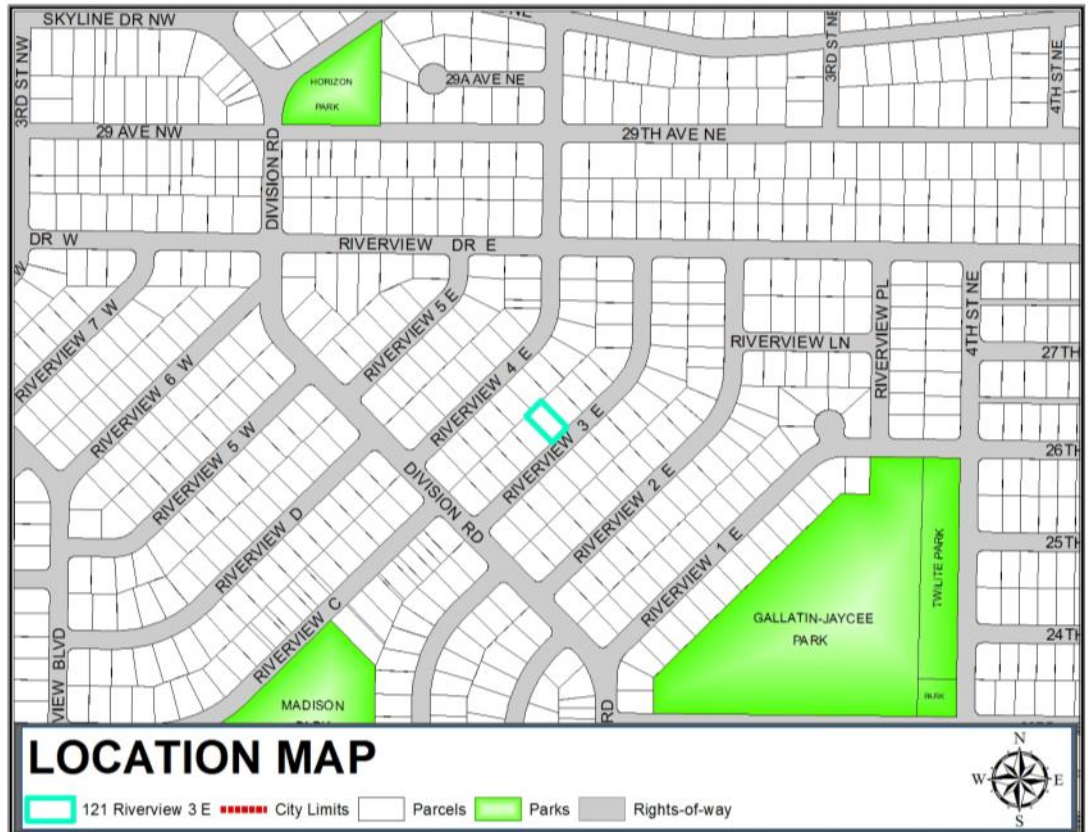 SKYLINE DR NW
3RD ST NW
HORIZON
PARK
29A AVE NE
3RD ST NE
4TH ST NE
29 AVE NW
29TH AVE NE
DIVISION RD
DR W
RIVERVIEW DR E
RIVERVIEW 7 W
RIVERVIEW 6 W
RIVERVIEW 5 W
RIVERVIEW 5 E
RIVERVIEW 4 E
RIVERVIEW 3 E
RIVERVIEW 2 E
RIVERVIEW 1 E
RIVERVIEW LN
RIVERVIEW PL
4TH ST NE
27TH
26TH
25TH
24TH
DIVISION RD
RIVERVIEW D
RIVERVIEW C
VIEW BLVD
RD
GALLATIN-JAYCEE
PARK
TWILITE PARK
PARK
MADISON
LOCATION MAP
121 Riverview 3 E
City Limits
Parcels
Parks
Rights-of-way
N
W
E
S